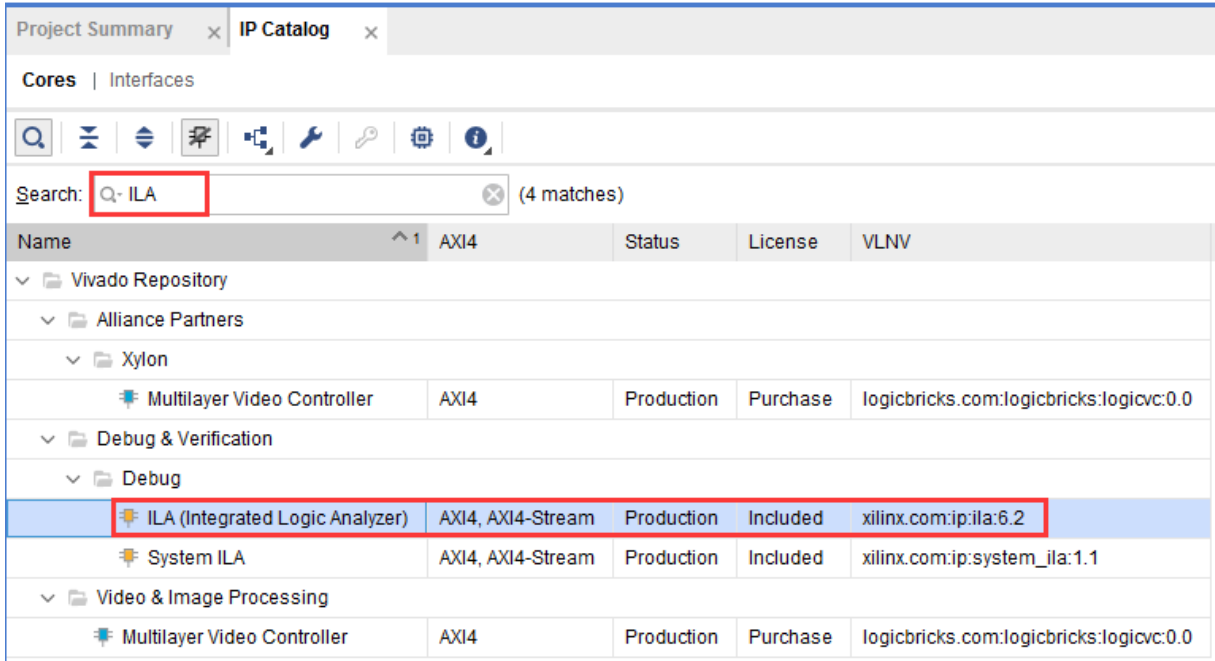 Project Summary × IP Catalog ×
Cores | Interfaces
Search: ILA (4 matches)
Name 1 AXI4 Status License VLNV
Vivado Repository
Alliance Partners
Xylon
Multilayer Video Controller AXI4 Production Purchase logicbricks.com:logicbricks:logicvc:0.0
Debug & Verification
Debug
ILA (Integrated Logic Analyzer) AXI4, AXI4-Stream Production Included xilinx.com:ip:ila:6.2
System ILA AXI4, AXI4-Stream Production Included xilinx.com:ip:system_ila:1.1
Video & Image Processing
Multilayer Video Controller AXI4 Production Purchase logicbricks.com:logicbricks:logicvc:0.0